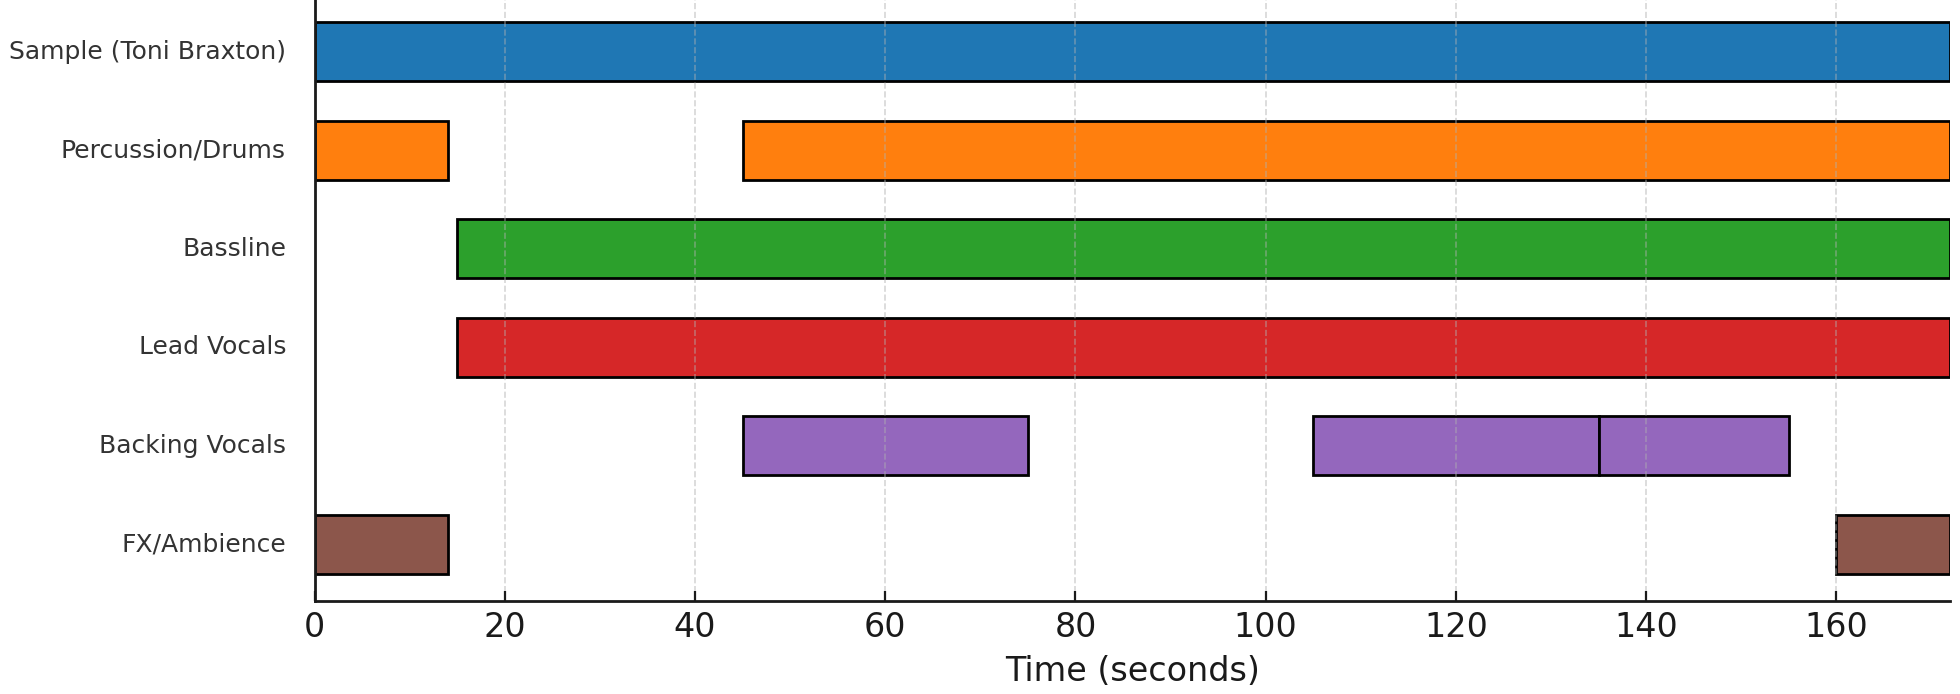 Sample (Toni Braxton)
Percussion/Drums
Bassline
Lead Vocals
Backing Vocals
FX/Ambience
0 20 40 60 80 100 120 140 160
Time (seconds)